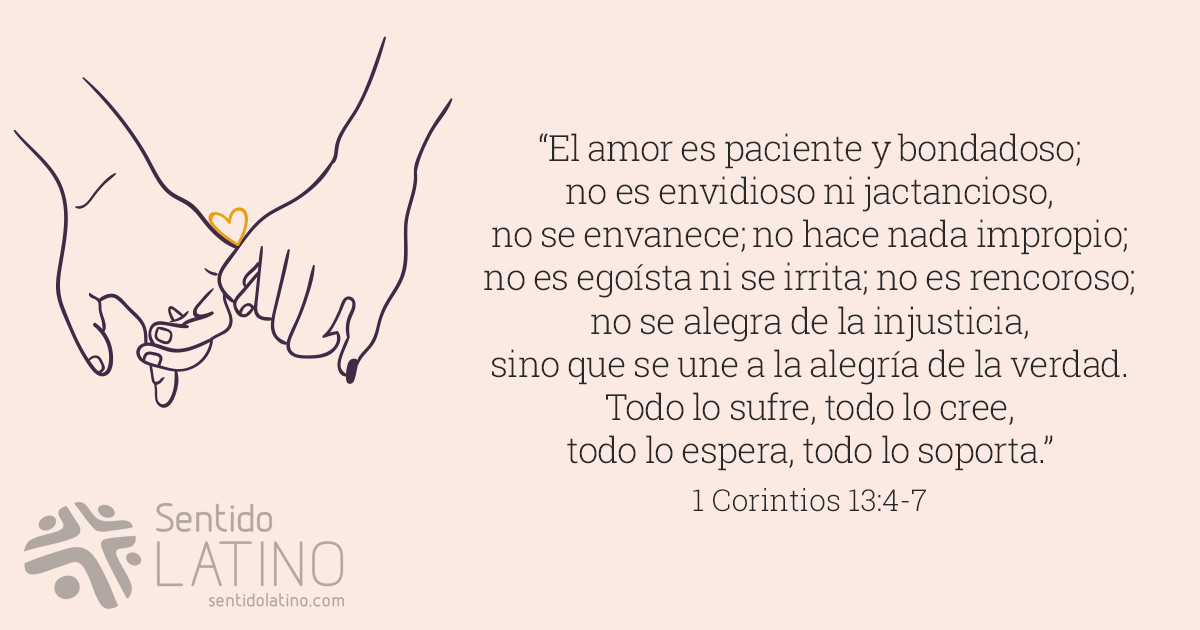 “El amor es paciente y bondadoso;
no es envidioso ni jactancioso,
no se envanece; no hace nada impropio;
no es egoísta ni se irrita; no es rencoroso;
no se alegra de la injusticia,
sino que se une a la alegría de la verdad.
Todo lo sufre, todo lo cree,
todo lo espera, todo lo soporta.”
1 Corintios 13:4-7
Sentido
LATINO
sentidolatino.com